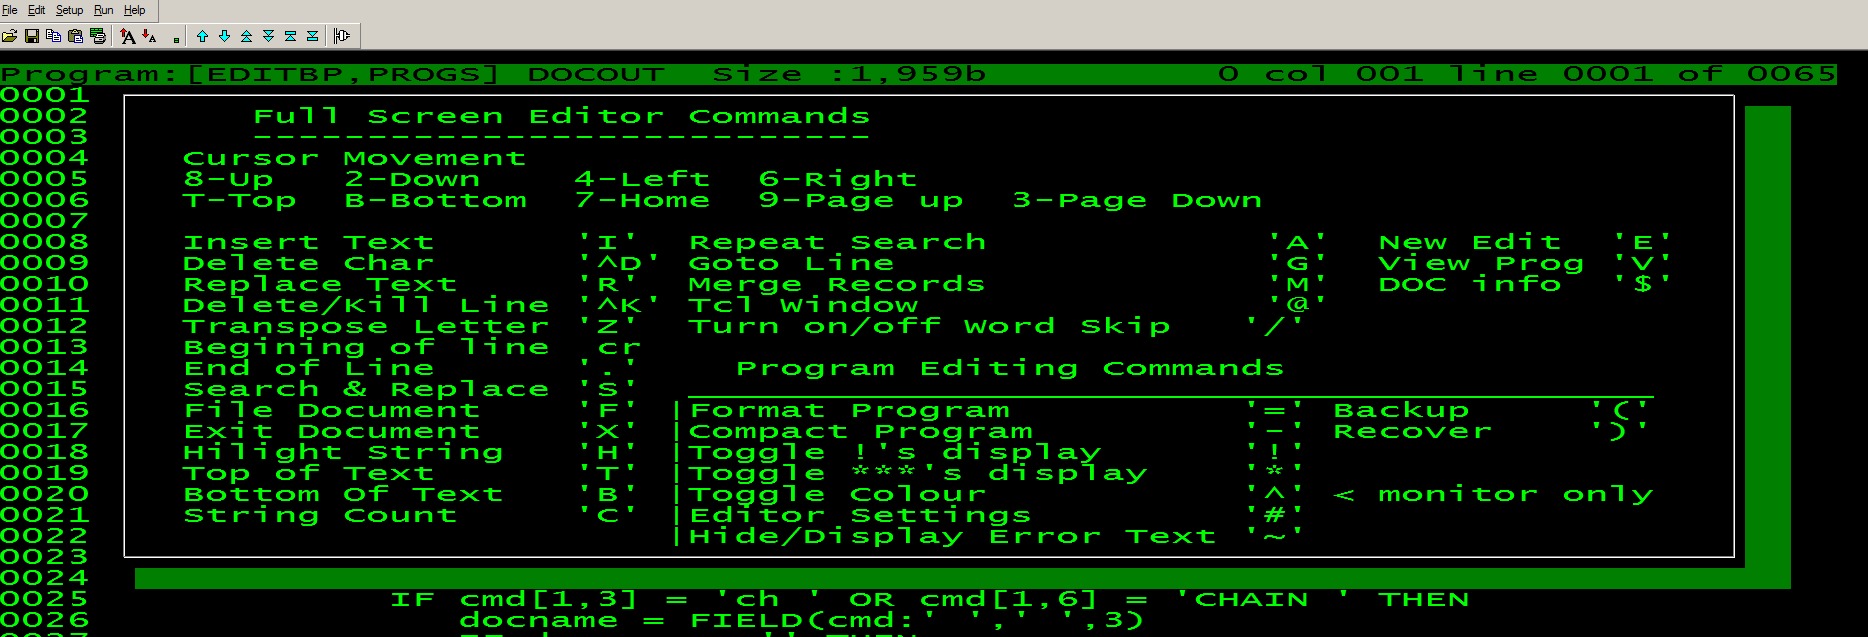 File Edit Setup Run Help
Program:[EDITBP,PROGS] DOCOUT Size :1,959b 0 col 001 line 0001 of 0065
0001
0002 Full Screen Editor Commands
0003 ---------------------------
0004 Cursor Movement
0005 8-Up 2-Down 4-Left 6-Right
0006 T-Top B-Bottom 7-Home 9-Page up 3-Page Down
0007
0008 Insert Text 'I' Repeat Search 'A' New Edit 'E'
0009 Delete Char '^D' Goto Line 'G' View Prog 'V'
0010 Replace Text 'R' Merge Records 'M' DOC info '$'
0011 Delete/Kill Line '^K' Tcl Window '@'
0012 Transpose Letter 'Z' Turn on/off Word Skip '/'
0013 Begining of line cr
0014 End of Line '.' Program Editing Commands
0015 Search & Replace 'S'
0016 File Document 'F' |Format Program '=' Backup '('
0017 Exit Document 'X' |Compact Program '-' Recover ')'
0018 Hilight String 'H' |Toggle !'s display '!'
0019 Top of Text 'T' |Toggle ***'s display '*'
0020 Bottom Of Text 'B' |Toggle Colour '^' < monitor only
0021 String Count 'C' |Editor Settings '#'
0022 |Hide/Display Error Text '~'
0023
0024
0025 IF cmd[1,3] = 'ch ' OR cmd[1,6] = 'CHAIN ' THEN
0026 docname = FIELD(cmd:' ',' ',3)